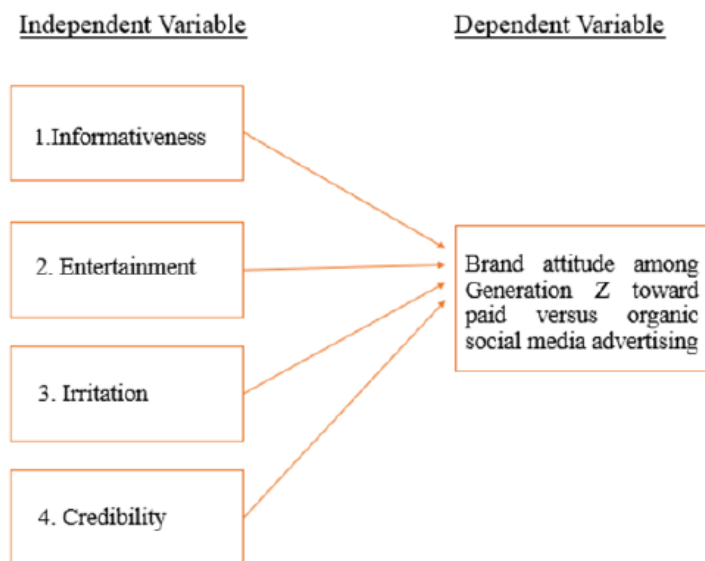 Independent Variable
Dependent Variable
1.Informativeness
2. Entertainment
3. Irritation
4. Credibility
Brand attitude among
Generation Z toward
paid versus organic
social media advertising